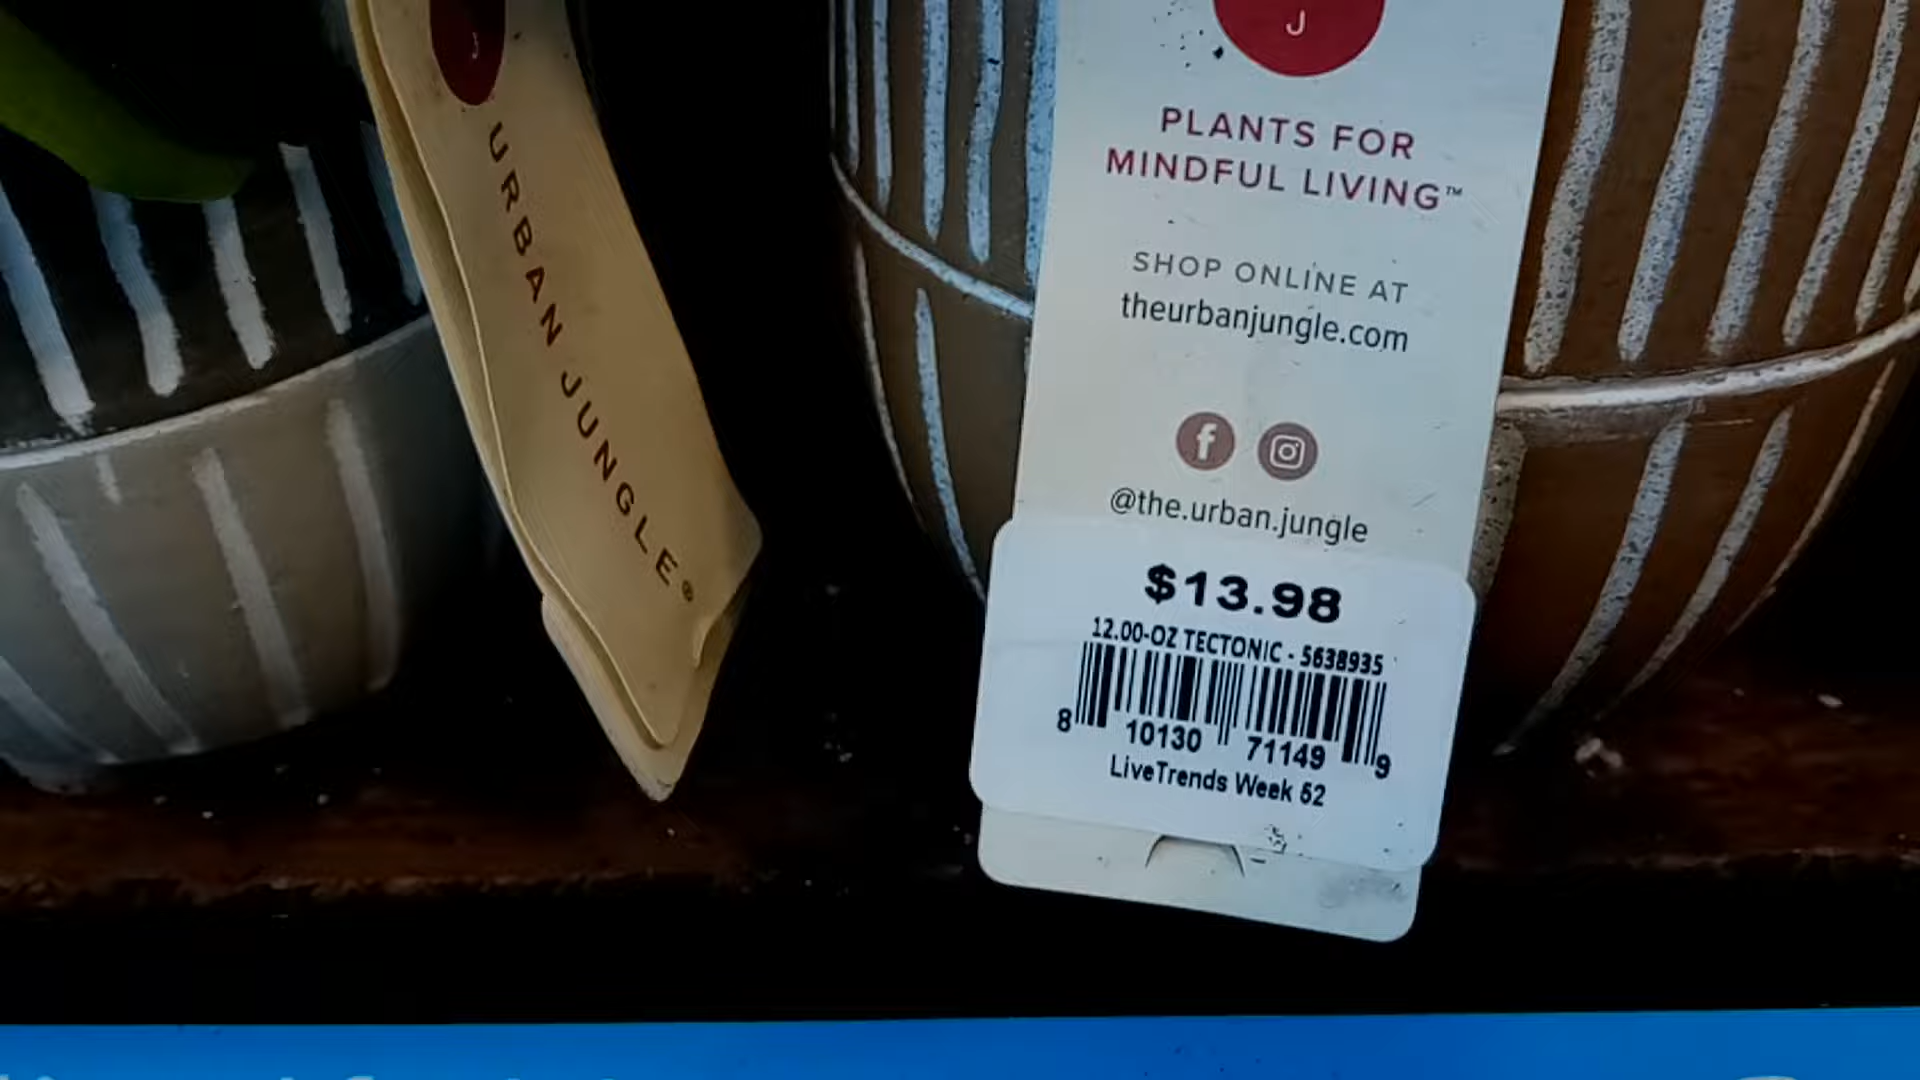 J
URBAN JUNGLE®
J
PLANTS FOR
MINDFUL LIVING™
SHOP ONLINE AT
theurbanjungle.com
@the.urban.jungle
$13.98
12.00-OZ TECTONIC - 5638935
8 10130 71149 9
LiveTrends Week 52